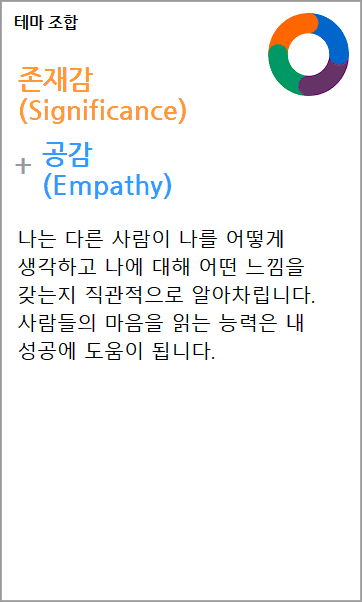 테마 조합
존재감
(Significance)
+ 공감
(Empathy)
나는 다른 사람이 나를 어떻게
생각하고 나에 대해 어떤 느낌을
갖는지 직관적으로 알아차립니다.
사람들의 마음을 읽는 능력은 내
성공에 도움이 됩니다.